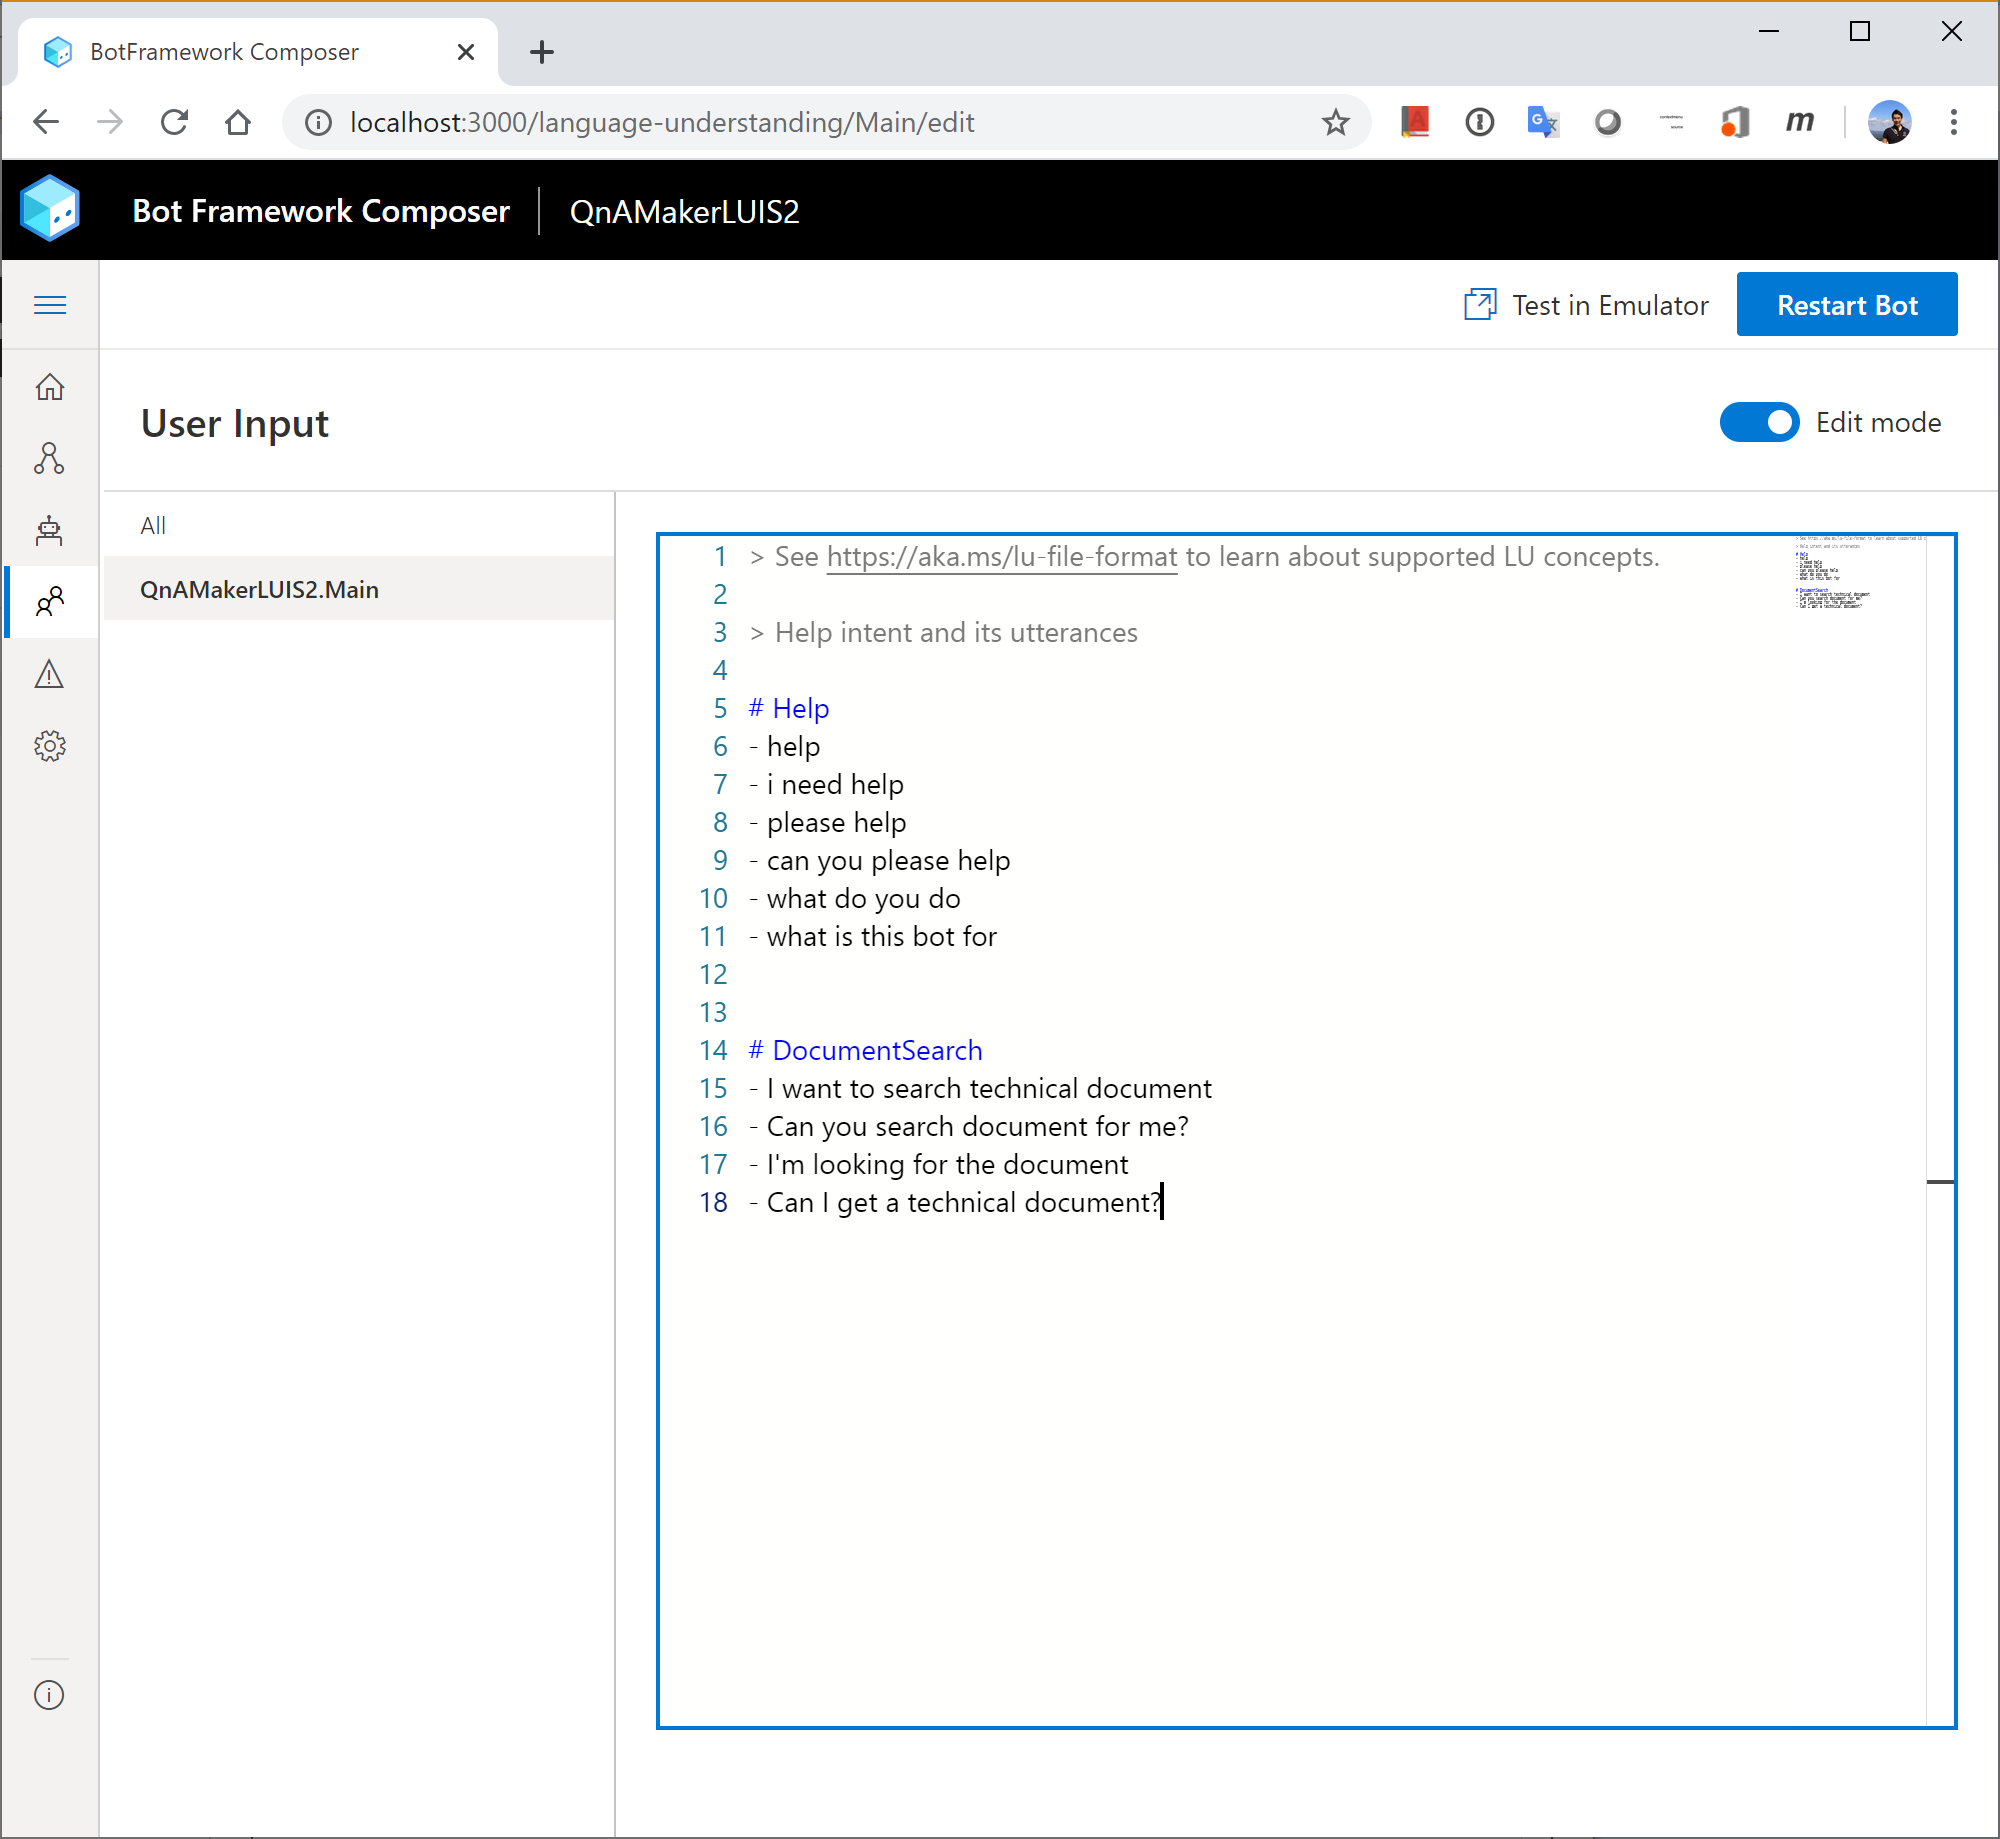 BotFramework Composer
localhost:3000/language-understanding/Main/edit
Bot Framework Composer
QnAMakerLUIS2
Test in Emulator
Restart Bot
User Input
Edit mode
All
QnAMakerLUIS2.Main
1 > See https://aka.ms/lu-file-format to learn about supported LU concepts.
2
3 > Help intent and its utterances
4
5 # Help
6 - help
7 - i need help
8 - please help
9 - can you please help
10 - what do you do
11 - what is this bot for
12
13
14 # DocumentSearch
15 - I want to search technical document
16 - Can you search document for me?
17 - I'm looking for the document
18 - Can I get a technical document?